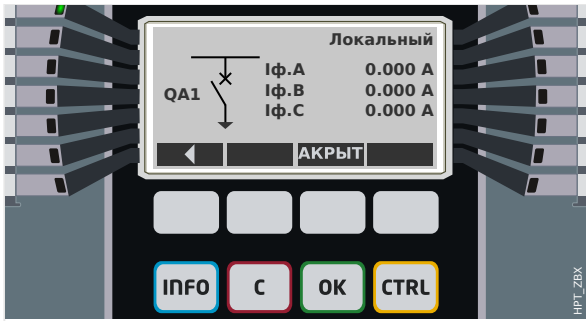 Локальный
QA1
Iф.A 0.000 A
Iф.B 0.000 A
Iф.C 0.000 A
АКРЫТ
INFO C OK CTRL
HPT_ZBX